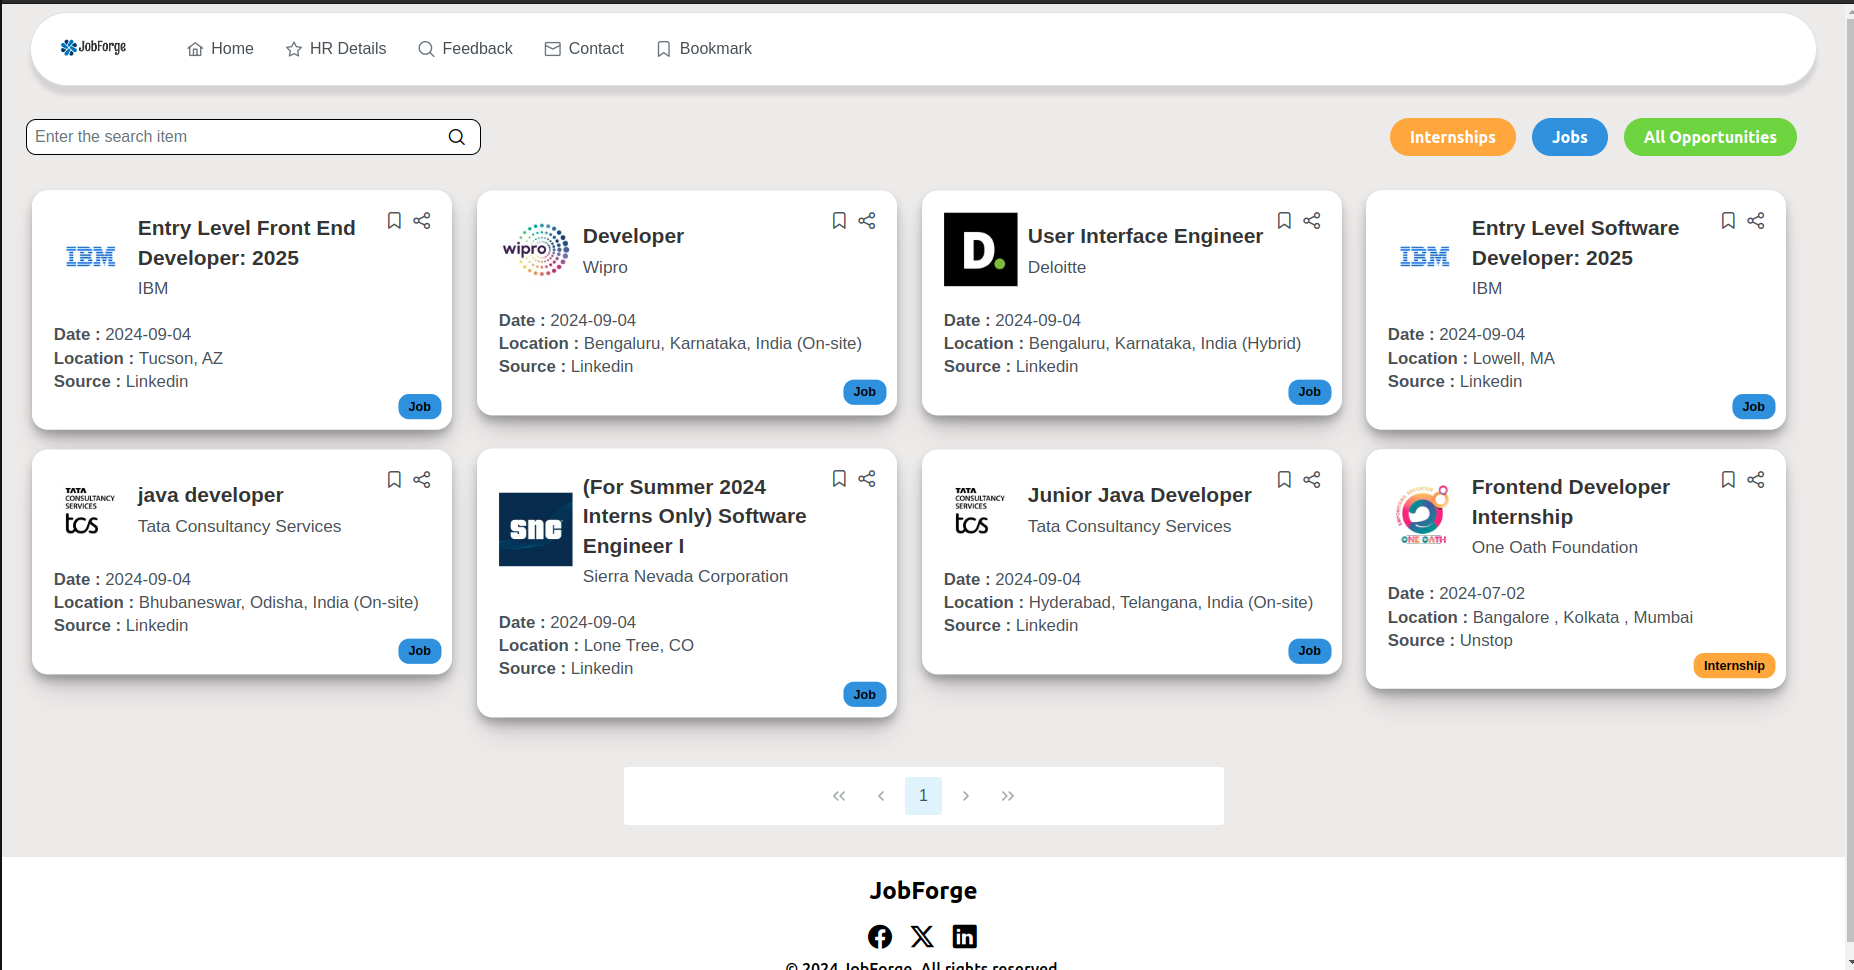 JobForge
Home
HR Details
Feedback
Contact
Bookmark
Enter the search item
Internships
Jobs
All Opportunities
IBM
Entry Level Front End
Developer: 2025
IBM
Date : 2024-09-04
Location : Tucson, AZ
Source : Linkedin
Job
wipro
Developer
Wipro
Date : 2024-09-04
Location : Bengaluru, Karnataka, India (On-site)
Source : Linkedin
Job
D.
User Interface Engineer
Deloitte
Date : 2024-09-04
Location : Bengaluru, Karnataka, India (Hybrid)
Source : Linkedin
Job
IBM
Entry Level Software
Developer: 2025
IBM
Date : 2024-09-04
Location : Lowell, MA
Source : Linkedin
Job
TATA
CONSULTANCY
SERVICES
tcs
java developer
Tata Consultancy Services
Date : 2024-09-04
Location : Bhubaneswar, Odisha, India (On-site)
Source : Linkedin
Job
snc
(For Summer 2024
Interns Only) Software
Engineer I
Sierra Nevada Corporation
Date : 2024-09-04
Location : Lone Tree, CO
Source : Linkedin
Job
TATA
CONSULTANCY
SERVICES
tcs
Junior Java Developer
Tata Consultancy Services
Date : 2024-09-04
Location : Hyderabad, Telangana, India (On-site)
Source : Linkedin
Job
ONE OATH
Frontend Developer
Internship
One Oath Foundation
Date : 2024-07-02
Location : Bangalore , Kolkata , Mumbai
Source : Unstop
Internship
1
JobForge
© 2024 JobForge. All rights reserved